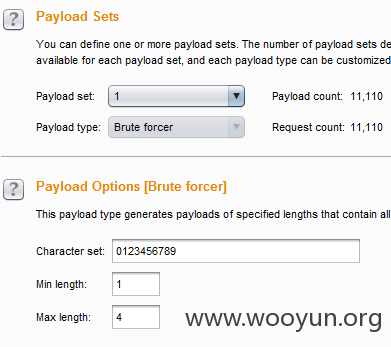 Payload Sets
You can define one or more payload sets. The number of payload sets de
available for each payload set, and each payload type can be customized
Payload set: 1 Payload count: 11,110
Payload type: Brute forcer Request count: 11,110
Payload Options [Brute forcer]
This payload type generates payloads of specified lengths that contain all
Character set: 0123456789
Min length: 1
Max length: 4
www.wooyun.org